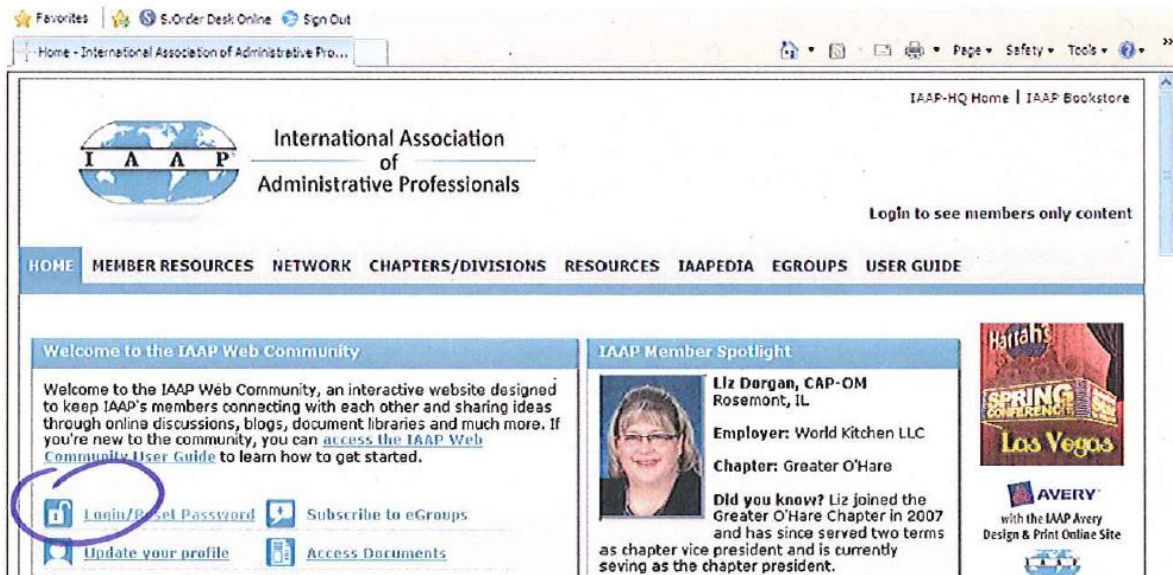 Favorites S.Order Desk Online Sign Out
Home - International Association of Administrative Pro...
Page Safety Tools
IAAP-HQ Home | IAAP Bookstore
IAAP
International Association
of
Administrative Professionals
Login to see members only content
HOME MEMBER RESOURCES NETWORK CHAPTERS/DIVISIONS RESOURCES IAAPEDIA EGROUPS USER GUIDE
Welcome to the IAAP Web Community
Welcome to the IAAP Web Community, an interactive website designed
to keep IAAP's members connecting with each other and sharing ideas
through online discussions, blogs, document libraries and much more. If
you're new to the community, you can access the IAAP Web
Community User Guide to learn how to get started.
Login/Reset Password Subscribe to eGroups
Update your profile Access Documents
IAAP Member Spotlight
Liz Dorgan, CAP-OM
Rosemont, IL
Employer: World Kitchen LLC
Chapter: Greater O'Hare
Did you know? Liz joined the
Greater O'Hare Chapter in 2007
and has since served two terms
as chapter vice president and is currently
seving as the chapter president.
Harrah's
SPRING
CONFERENCE
Las Vegas
AVERY
with the IAAP Avery
Design & Print Online Site